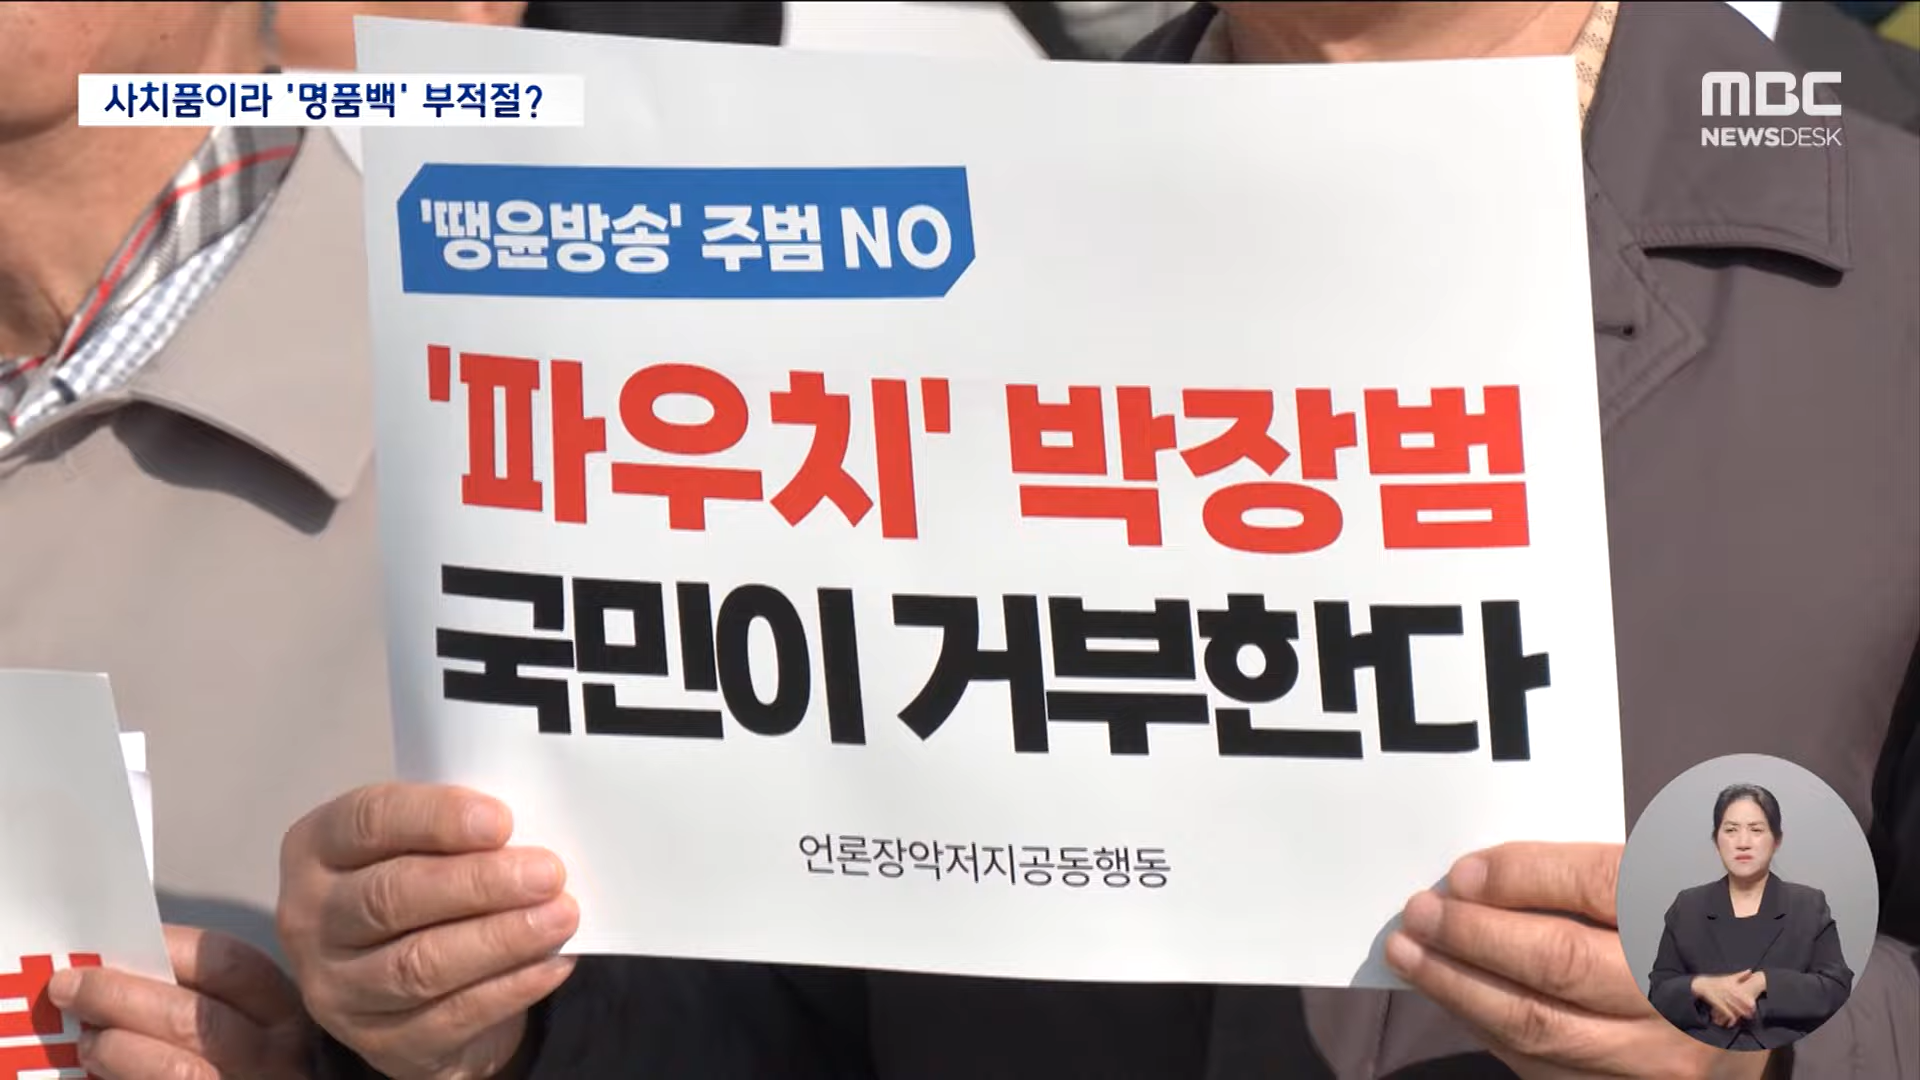 사치품이라 '명품백' 부적절?
MBC
NEWSDESK
'땡윤방송' 주범 NO
'파우치' 박장범
국민이 거부한다
언론장악저지공동행동